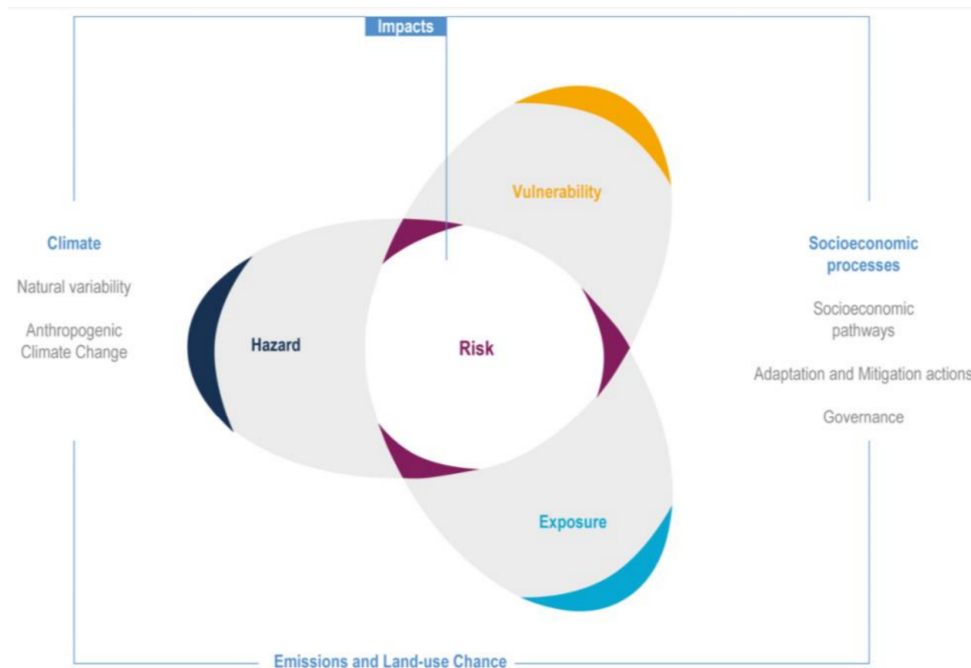 Impacts
Vulnerability
Climate
Natural variability
Anthropogenic
Climate Change
Hazard
Risk
Socioeconomic
processes
Socioeconomic
pathways
Adaptation and Mitigation actions
Governance
Exposure
Emissions and Land-use Chance